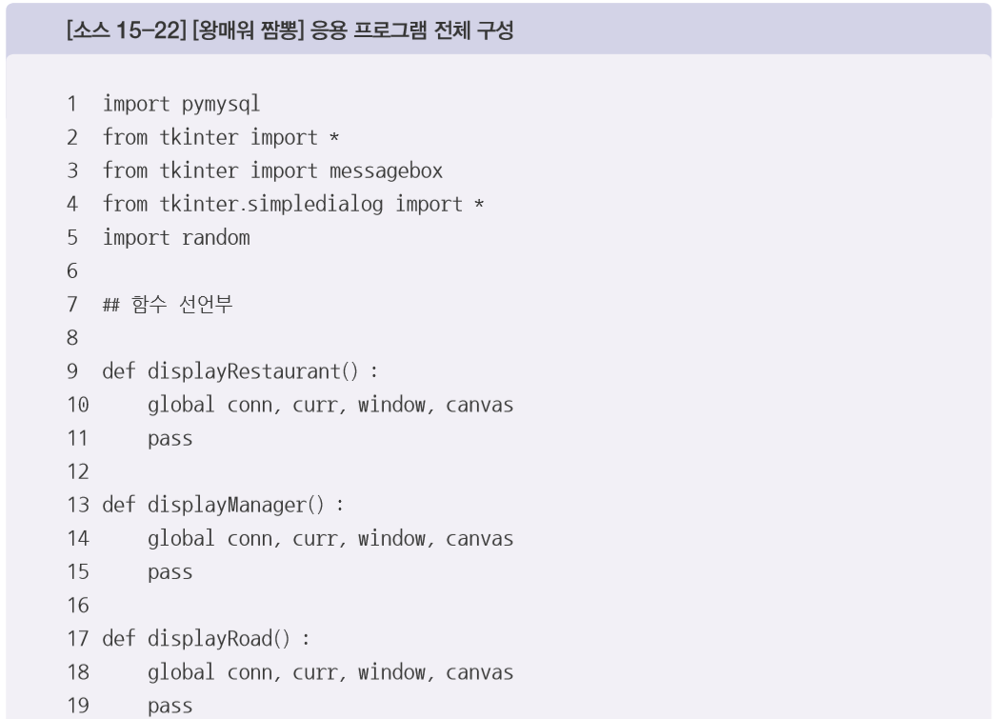 [소스 15-22] [왕매워 짬뽕] 응용 프로그램 전체 구성
1 import pymysql
2 from tkinter import *
3 from tkinter import messagebox
4 from tkinter.simpledialog import *
5 import random
6
7 ## 함수 선언부
8
9 def displayRestaurant() :
10     global conn, curr, window, canvas
11     pass
12
13 def displayManager() :
14     global conn, curr, window, canvas
15     pass
16
17 def displayRoad() :
18     global conn, curr, window, canvas
19     pass